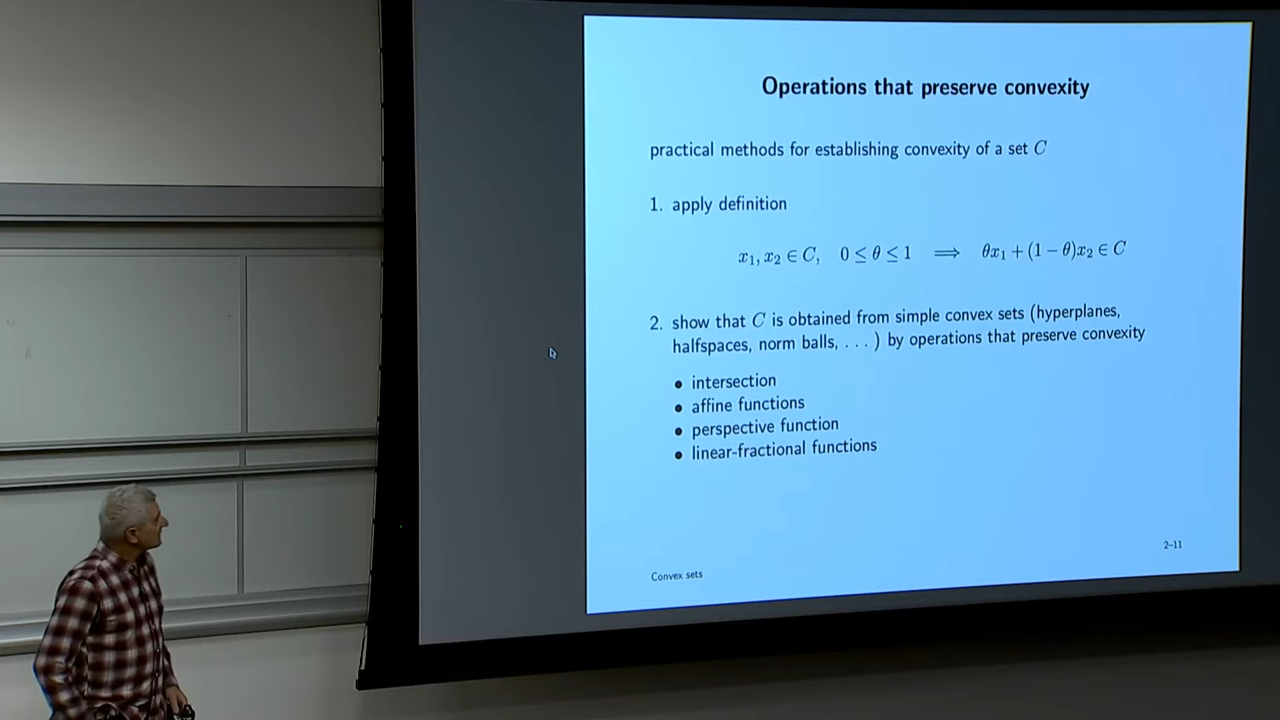 Operations that preserve convexity
practical methods for establishing convexity of a set C
1. apply definition
x₁, x₂ ∈ C, 0 ≤ θ ≤ 1 ⟹ θx₁ + (1 − θ)x₂ ∈ C
2. show that C is obtained from simple convex sets (hyperplanes,
halfspaces, norm balls, . . . ) by operations that preserve convexity
• intersection
• affine functions
• perspective function
• linear-fractional functions
Convex sets 2–11